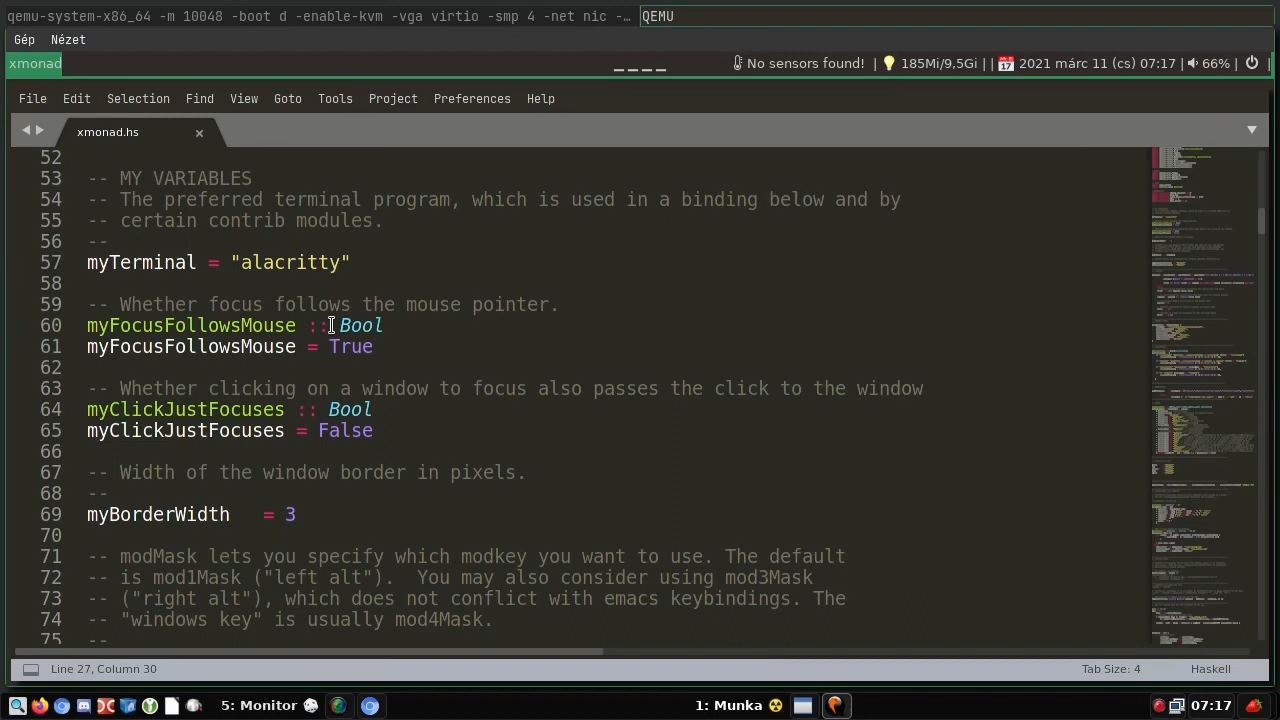 qemu-system-x86_64 -m 10048 -boot d -enable-kvm -vga virtio -smp 4 -net nic -… QEMU
Gép Nézet
xmonad No sensors found! | 185Mi/9,5Gi | | 2021 márc 11 (cs) 07:17 | 66% | |
File Edit Selection Find View Goto Tools Project Preferences Help
xmonad.hs ×
52
53 -- MY VARIABLES
54 -- The preferred terminal program, which is used in a binding below and by
55 -- certain contrib modules.
56 --
57 myTerminal = "alacritty"
58
59 -- Whether focus follows the mouse pointer.
60 myFocusFollowsMouse :: Bool
61 myFocusFollowsMouse = True
62
63 -- Whether clicking on a window to focus also passes the click to the window
64 myClickJustFocuses :: Bool
65 myClickJustFocuses = False
66
67 -- Width of the window border in pixels.
68 --
69 myBorderWidth   = 3
70
71 -- modMask lets you specify which modkey you want to use. The default
72 -- is mod1Mask ("left alt").  You may also consider using mod3Mask
73 -- ("right alt"), which does not conflict with emacs keybindings. The
74 -- "windows key" is usually mod4Mask.
75 --
Line 27, Column 30 Tab Size: 4 Haskell
5: Monitor 1: Munka 07:17